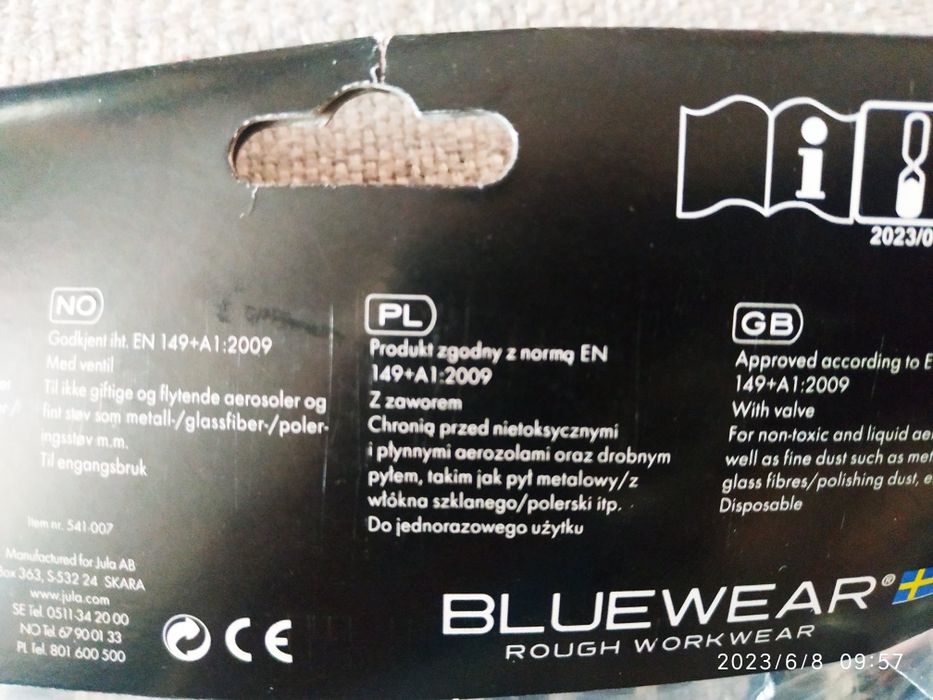 2023/0
NO
Godkjent iht. EN 149+A1:2009
Med ventil
Til ikke giftige og flytende aerosoler og
fint støv som metall-/glassfiber-/poler-
ingsstøv m.m.
Til engangsbruk
Item nr. 541-007
Manufactured for Jula AB
Box 363, S-532 24 SKARA
www.jula.com
SE Tel. 0511-34 20 00
NO Tel. 67 90 01 33
PL Tel. 801 600 500
CE
PL
Produkt zgodny z normą EN
149+A1:2009
Z zaworem
Chronią przed nietoksycznymi
i płynnymi aerozolami oraz drobnym
pyłem, takim jak pył metalowy/z
włókna szklanego/polerski itp.
Do jednorazowego użytku
GB
Approved according to E
149+A1:2009
With valve
For non-toxic and liquid ae
well as fine dust such as met
glass fibres/polishing dust, e
Disposable
BLUEWEAR®
ROUGH WORKWEAR
2023/6/8 09:57